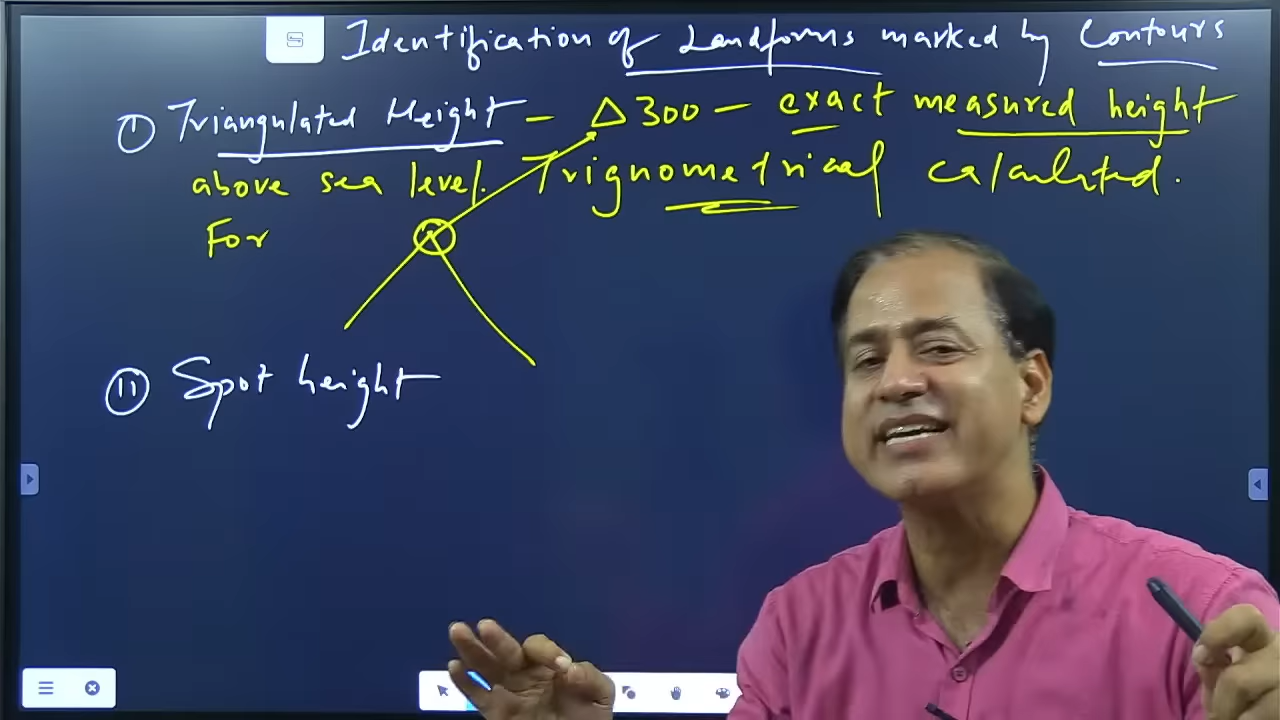 Identification of Landforms marked by Contours
① Triangulated Height - △300 - exact measured height
above sea level. Trignometrical calculated.
For
⑪ Spot height